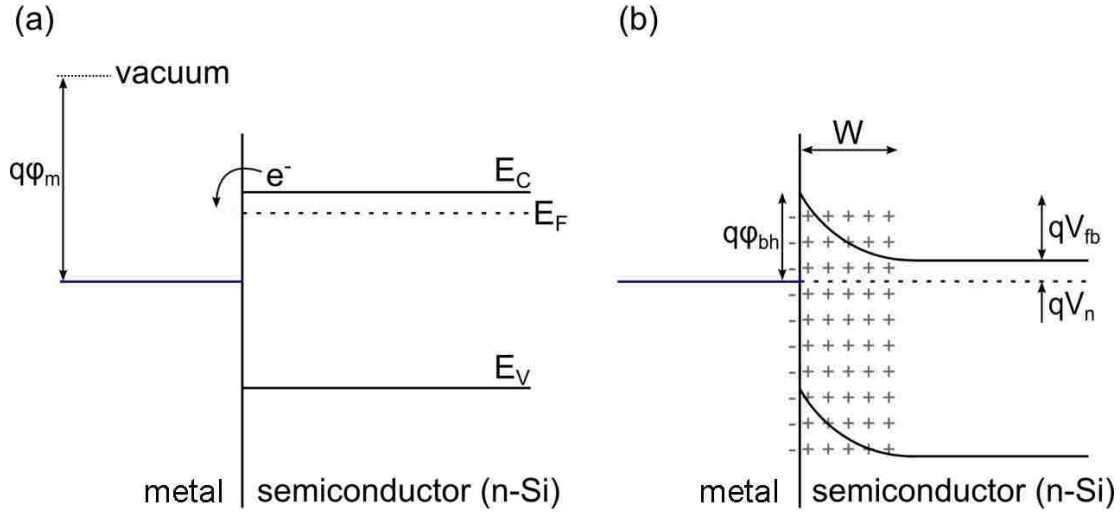 (a)
vacuum
qφm
e-
EC
EF
EV
metal
semiconductor (n-Si)
(b)
W
qφbh
qVfb
qVn
metal
semiconductor (n-Si)